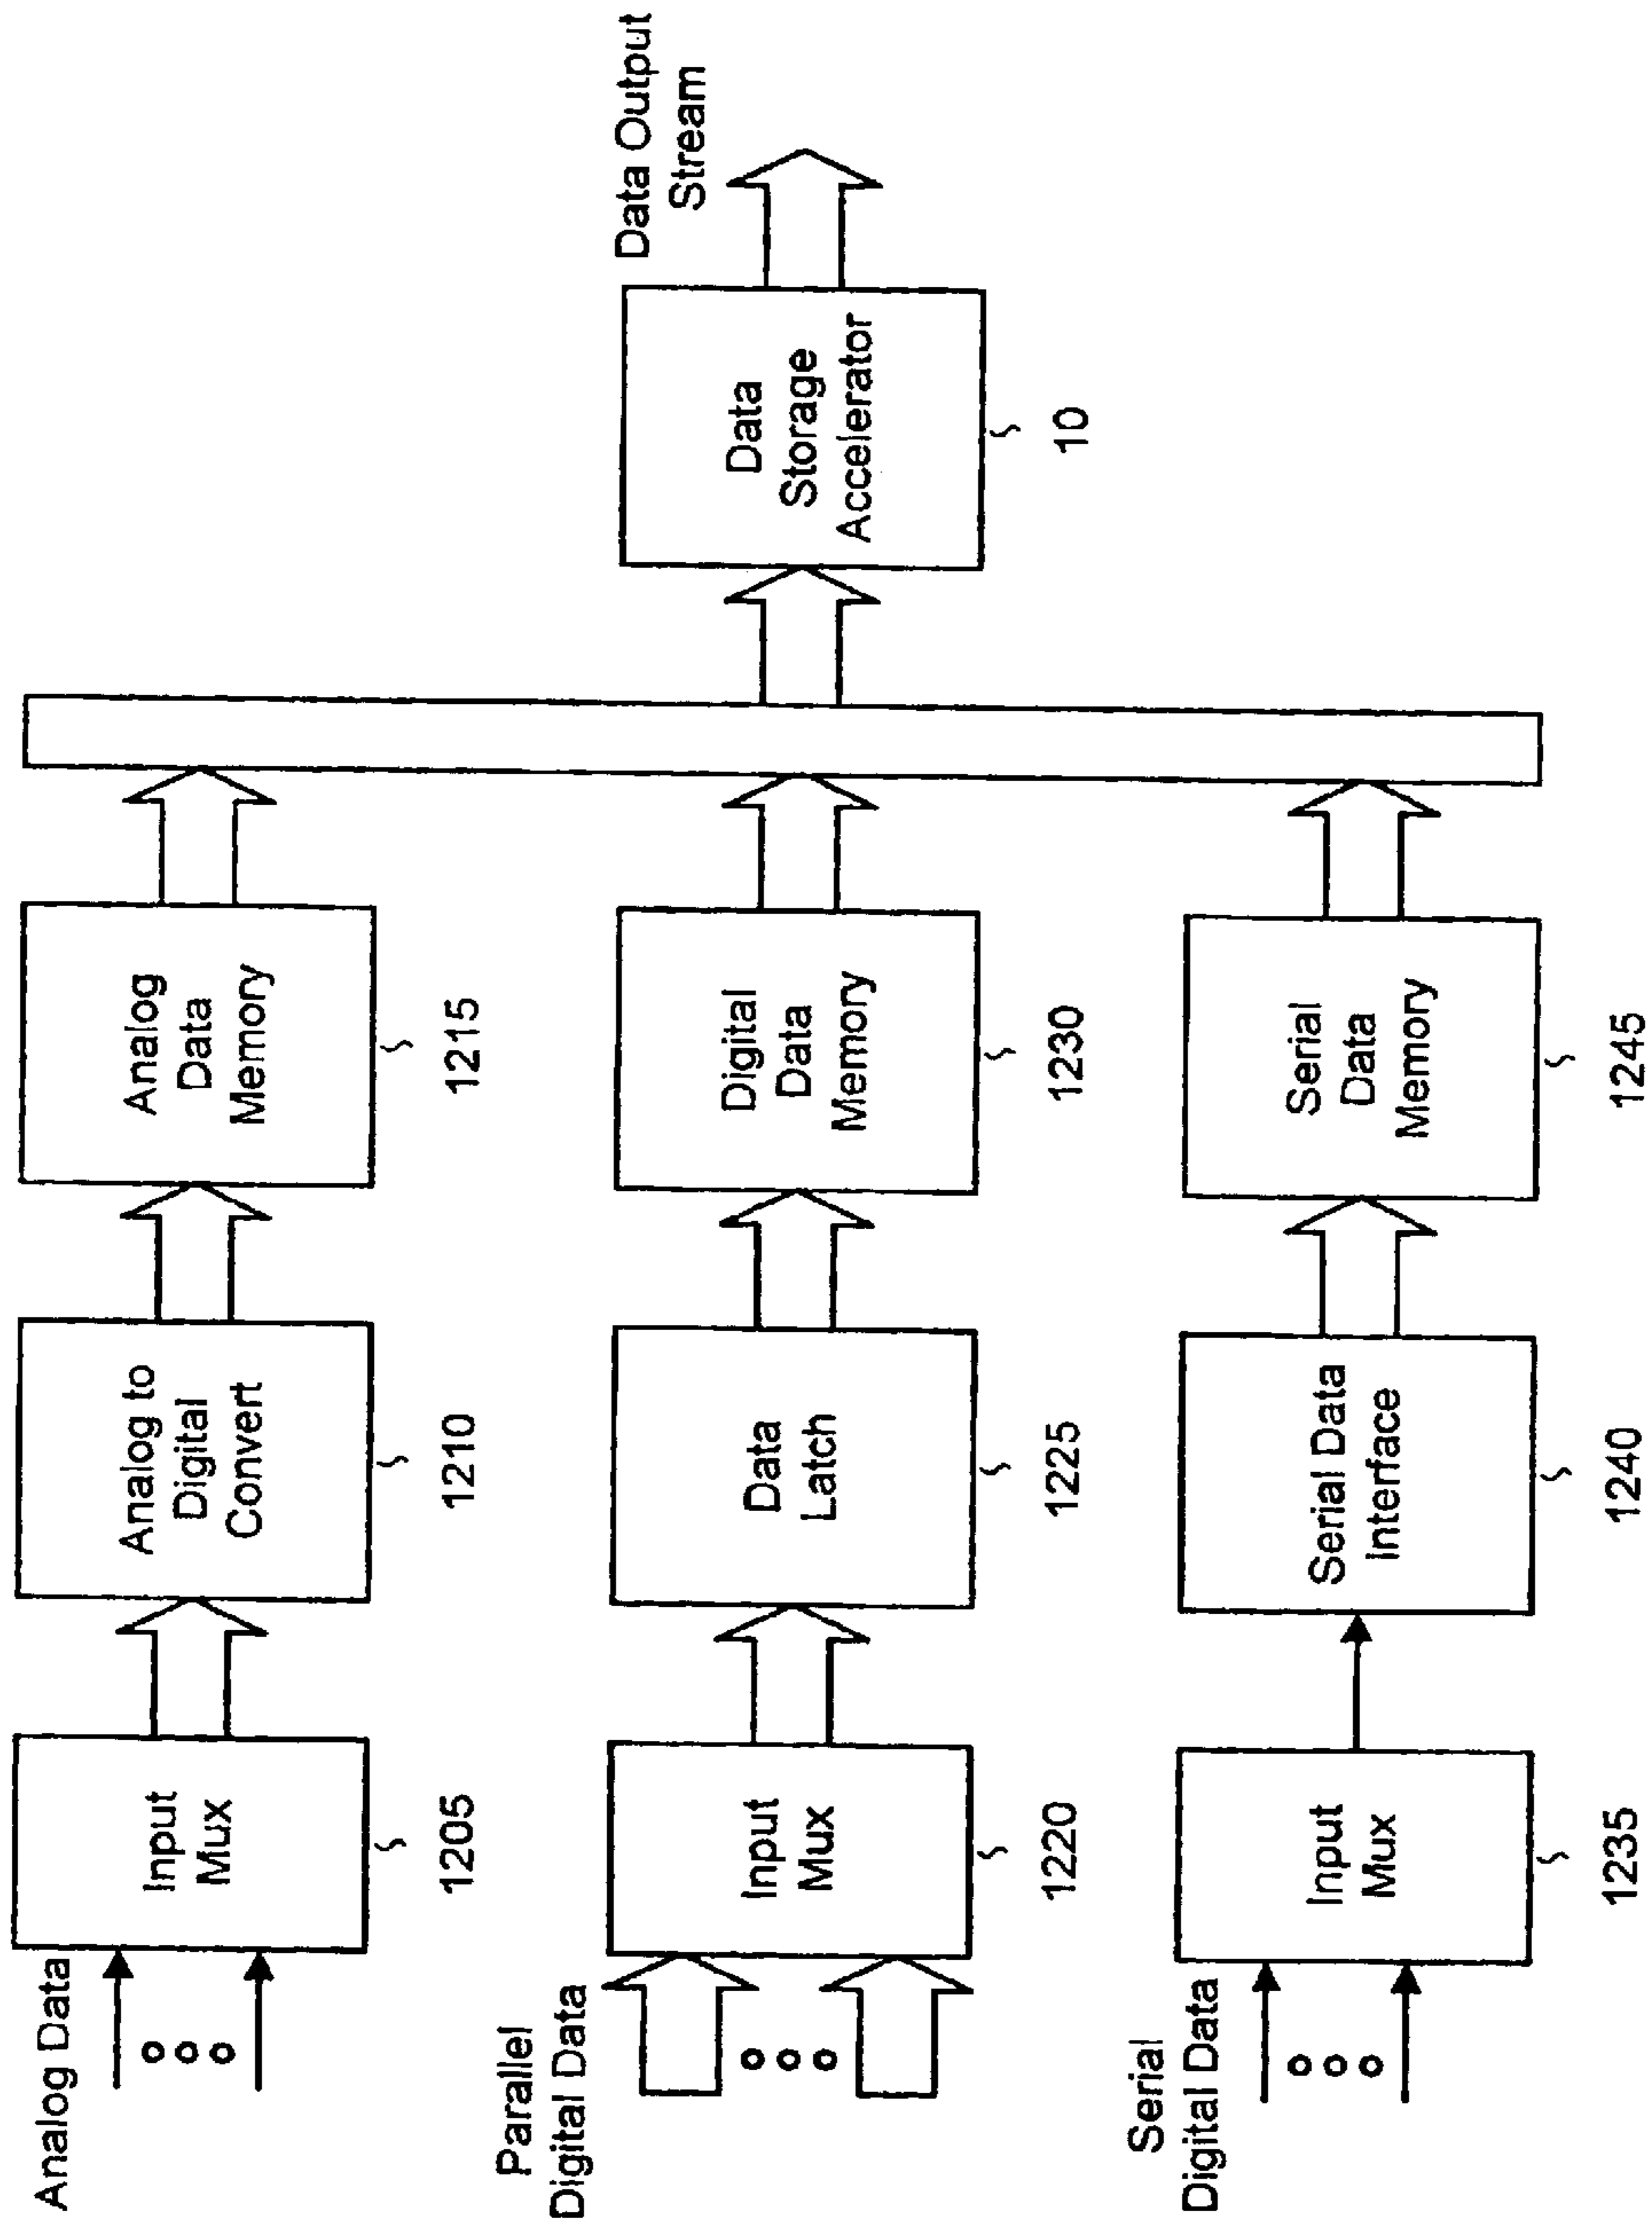 Analog Data
Input
Mux
1205
Analog to
Digital
Convert
1210
Analog
Data
Memory
1215
Parallel
Digital Data
Input
Mux
1220
Data
Latch
1225
Digital
Data
Memory
1230
Serial
Digital Data
Input
Mux
1235
Serial Data
Interface
1240
Serial
Data
Memory
1245
Data
Storage
Accelerator
10
Data Output
Stream